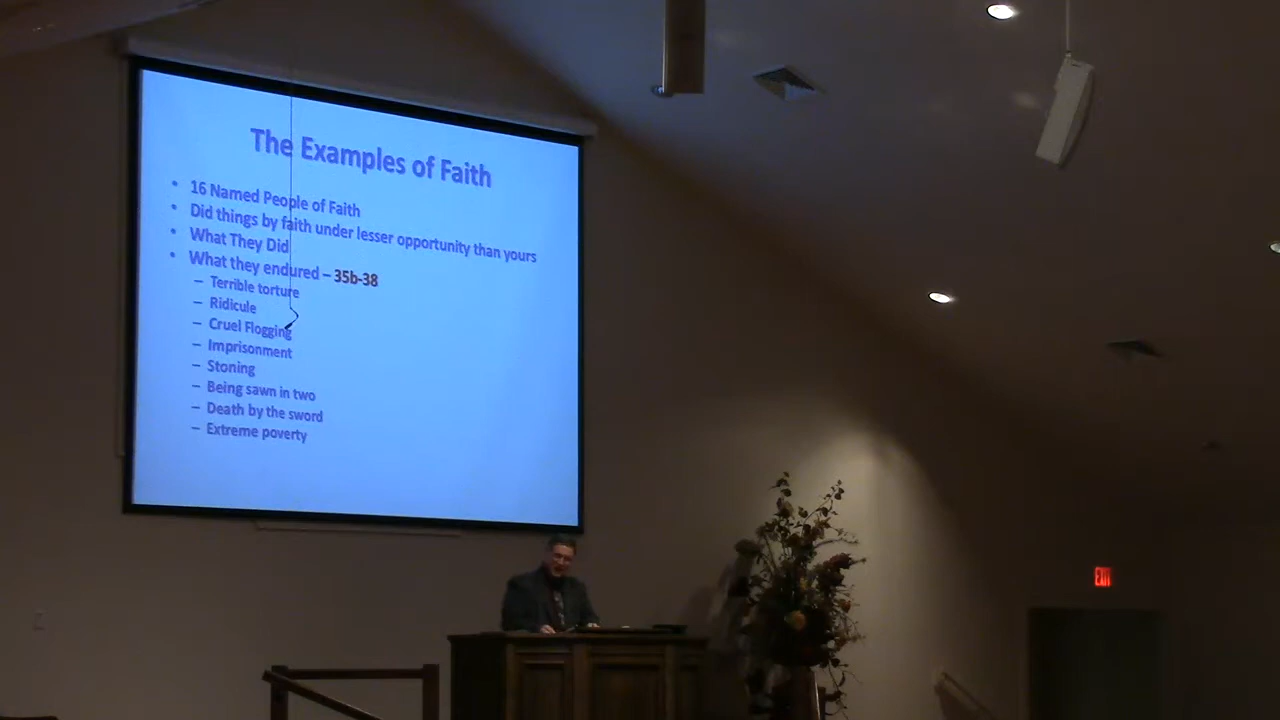 The Examples of Faith
• 16 Named People of Faith
• Did things by faith under lesser opportunity than yours
• What They Did
• What they endured – 35b-38
– Terrible torture
– Ridicule
– Cruel Flogging
– Imprisonment
– Stoning
– Being sawn in two
– Death by the sword
– Extreme poverty
EXIT